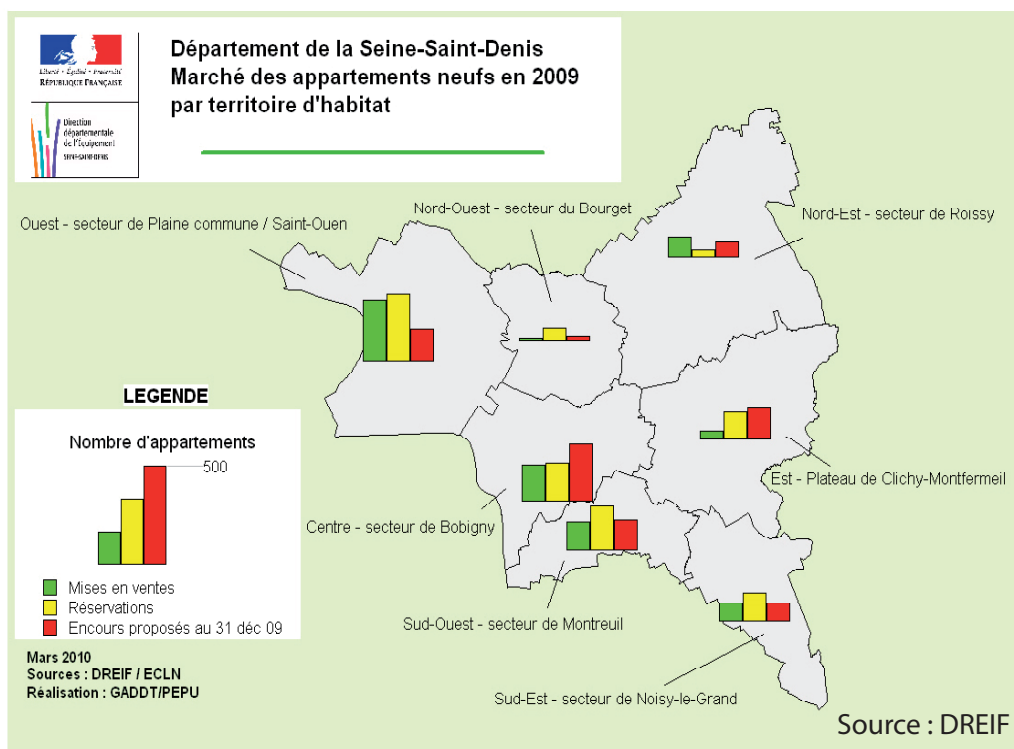 Liberté • Égalité • Fraternité
RÉPUBLIQUE FRANÇAISE
Direction
départementale
de l'Équipement
SEINE-SAINT-DENIS
Département de la Seine-Saint-Denis
Marché des appartements neufs en 2009
par territoire d'habitat
Nord-Ouest - secteur du Bourget
Nord-Est - secteur de Roissy
Ouest - secteur de Plaine commune / Saint-Ouen
LEGENDE
Nombre d'appartements
500
Mises en ventes
Réservations
Encours proposés au 31 déc 09
Est - Plateau de Clichy-Montfermeil
Centre - secteur de Bobigny
Sud-Ouest - secteur de Montreuil
Sud-Est - secteur de Noisy-le-Grand
Mars 2010
Sources : DREIF / ECLN
Réalisation : GADDT/PEPU
Source : DREIF